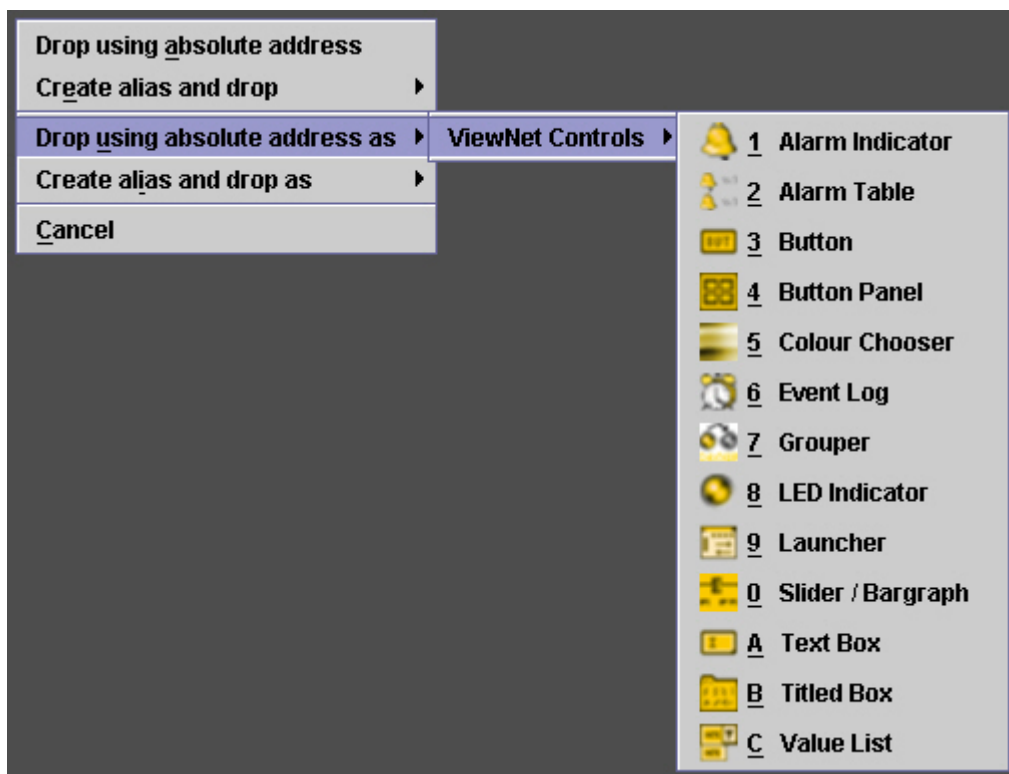 Drop using absolute address
Create alias and drop
Drop using absolute address as
Create alias and drop as
Cancel
ViewNet Controls
1 Alarm Indicator
2 Alarm Table
3 Button
4 Button Panel
5 Colour Chooser
6 Event Log
7 Grouper
8 LED Indicator
9 Launcher
0 Slider / Bargraph
A Text Box
B Titled Box
C Value List